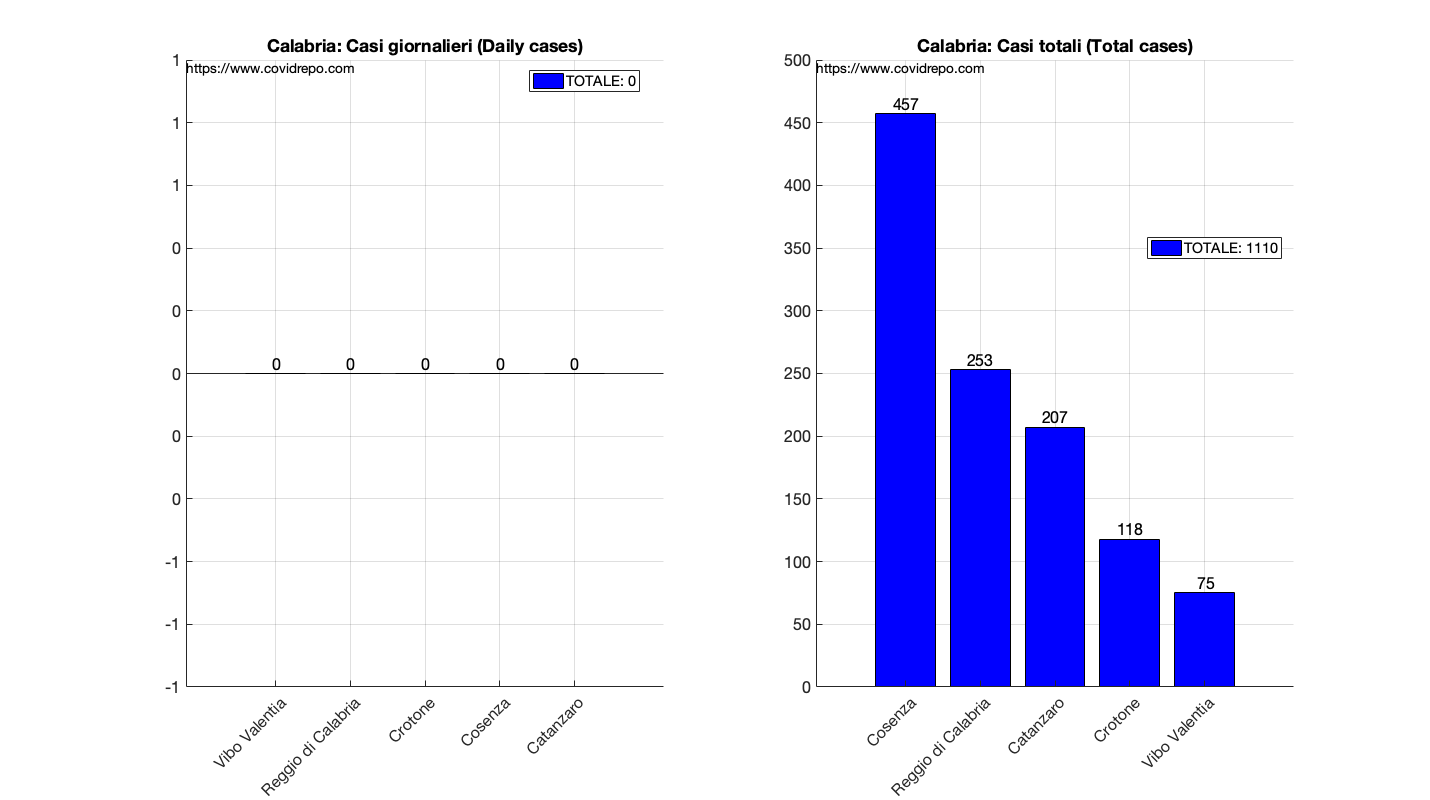 Calabria: Casi giornalieri (Daily cases)
https://www.covidrepo.com
TOTALE: 0
1
1
1
0
0
0
0
0
-1
-1
-1
0
0
0
0
0
Vibo Valentia
Reggio di Calabria
Crotone
Cosenza
Catanzaro
Calabria: Casi totali (Total cases)
https://www.covidrepo.com
TOTALE: 1110
500
450
400
350
300
250
200
150
100
50
0
457
253
207
118
75
Cosenza
Reggio di Calabria
Catanzaro
Crotone
Vibo Valentia